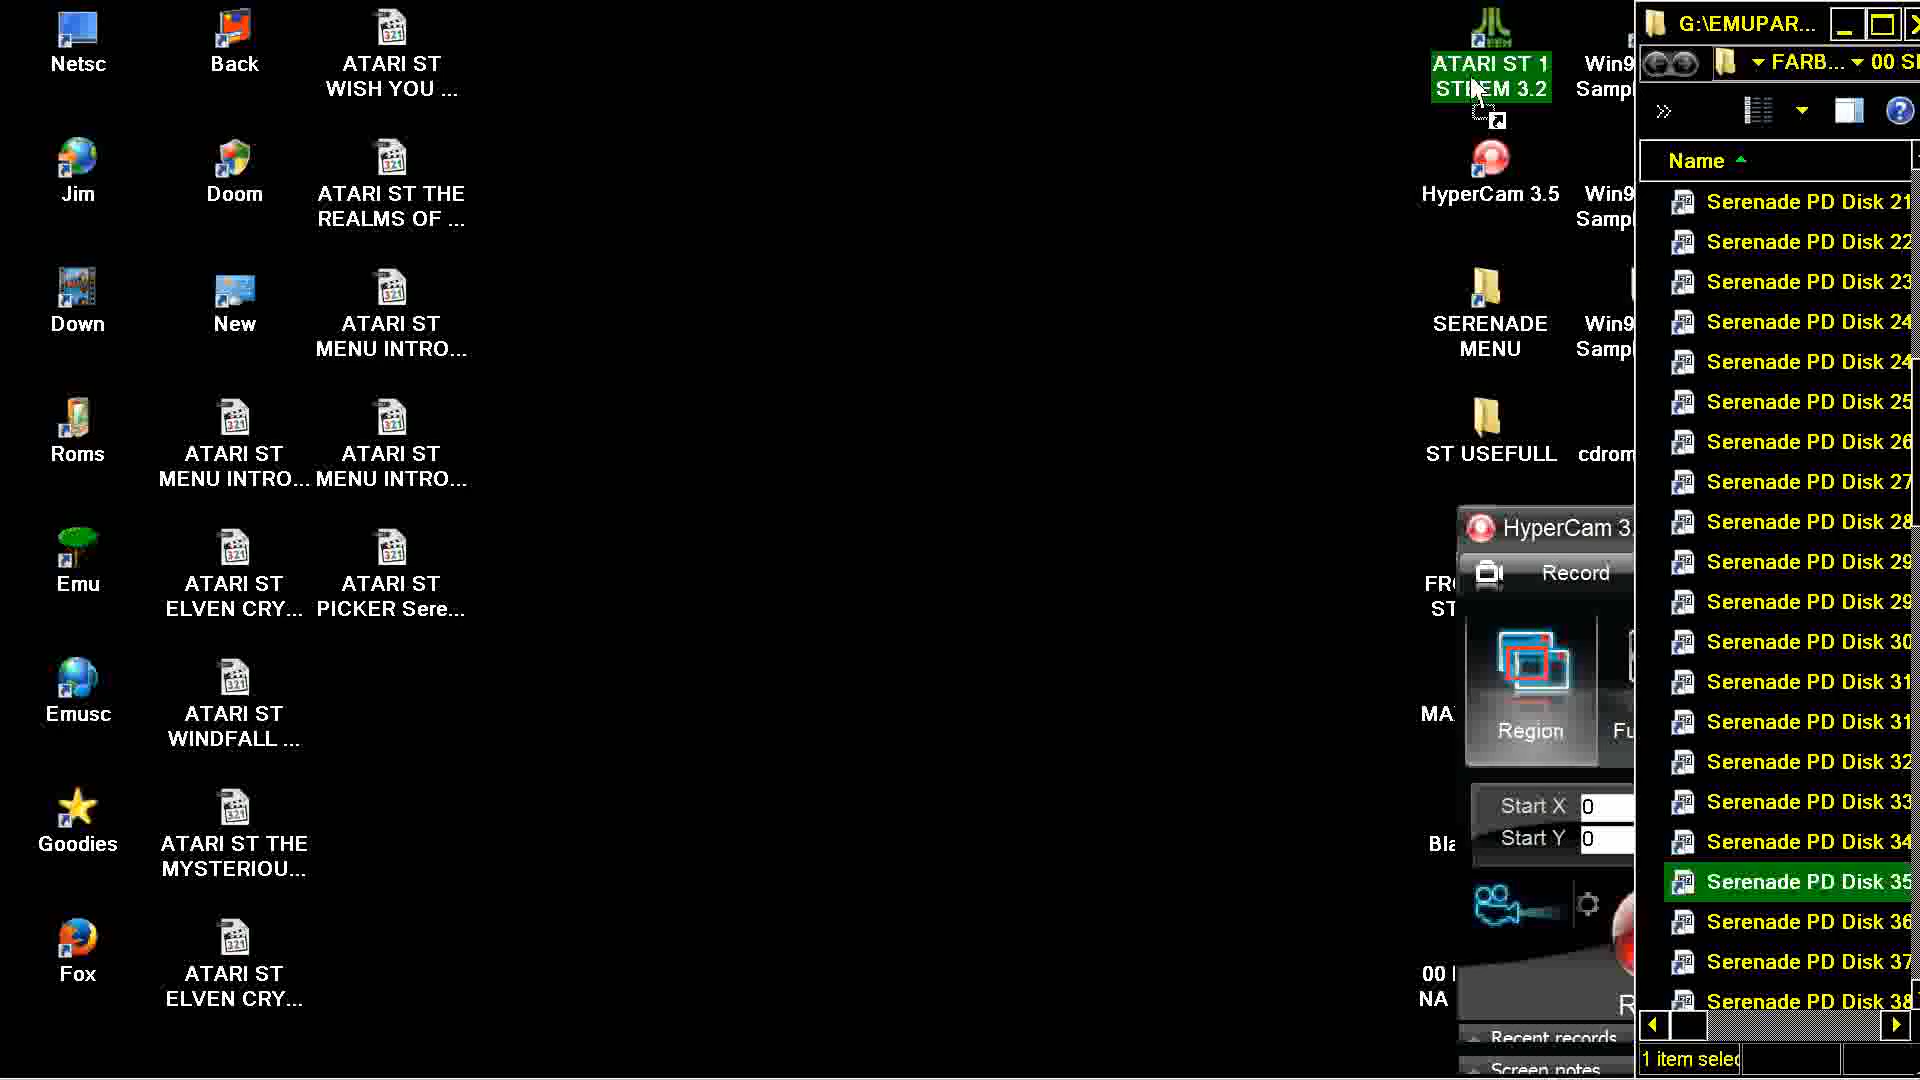 Netsc
Back
ATARI ST
WISH YOU ...
Jim
Doom
ATARI ST THE
REALMS OF ...
Down
New
ATARI ST
MENU INTRO...
Roms
ATARI ST
MENU INTRO...
ATARI ST
MENU INTRO...
Emu
ATARI ST
ELVEN CRY...
ATARI ST
PICKER Sere...
Emusc
ATARI ST
WINDFALL ...
Goodies
ATARI ST THE
MYSTERIOU...
Fox
ATARI ST
ELVEN CRY...
ATARI ST 1
STEEM 3.2
Win9
Samp
HyperCam 3.5
Win9
Samp
SERENADE
MENU
Win9
Samp
ST USEFULL
cdrom
FR
ST
MA
Bla
00
NA
HyperCam 3.
Record
Region
Fu
Start X 0
Start Y 0
R
Recent records
Screen notes
G:\EMUPAR...
FARB... 00 S
Name
Serenade PD Disk 21
Serenade PD Disk 22
Serenade PD Disk 23
Serenade PD Disk 24
Serenade PD Disk 24
Serenade PD Disk 25
Serenade PD Disk 26
Serenade PD Disk 27
Serenade PD Disk 28
Serenade PD Disk 29
Serenade PD Disk 29
Serenade PD Disk 30
Serenade PD Disk 31
Serenade PD Disk 31
Serenade PD Disk 32
Serenade PD Disk 33
Serenade PD Disk 34
Serenade PD Disk 35
Serenade PD Disk 36
Serenade PD Disk 37
Serenade PD Disk 38
1 item selec